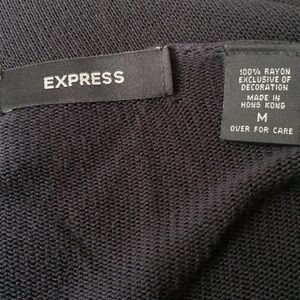 EXPRESS
100% RAYON
EXCLUSIVE OF
DECORATION
MADE IN
HONG KONG
M
OVER FOR CARE